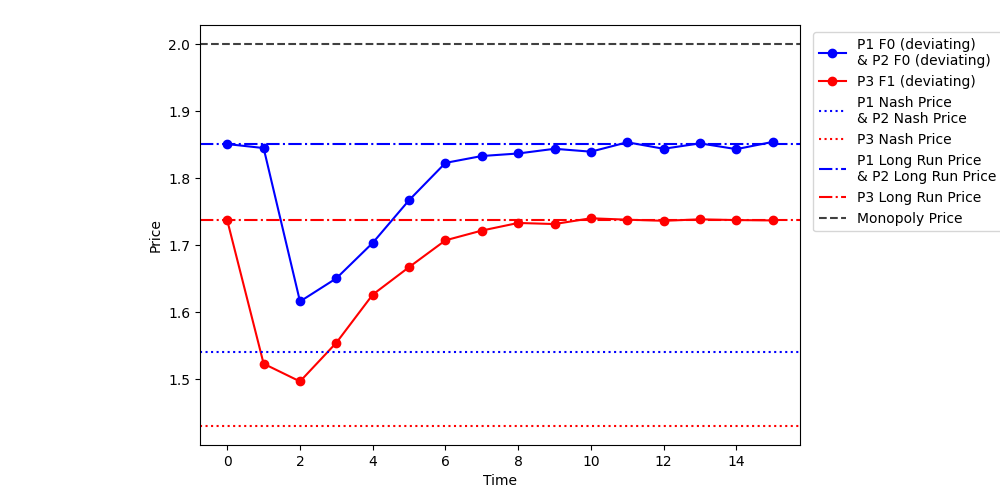 2.0
1.9
1.8
1.7
1.6
1.5
Price
0 2 4 6 8 10 12 14
Time
P1 F0 (deviating)
& P2 F0 (deviating)
P3 F1 (deviating)
P1 Nash Price
& P2 Nash Price
P3 Nash Price
P1 Long Run Price
& P2 Long Run Price
P3 Long Run Price
Monopoly Price